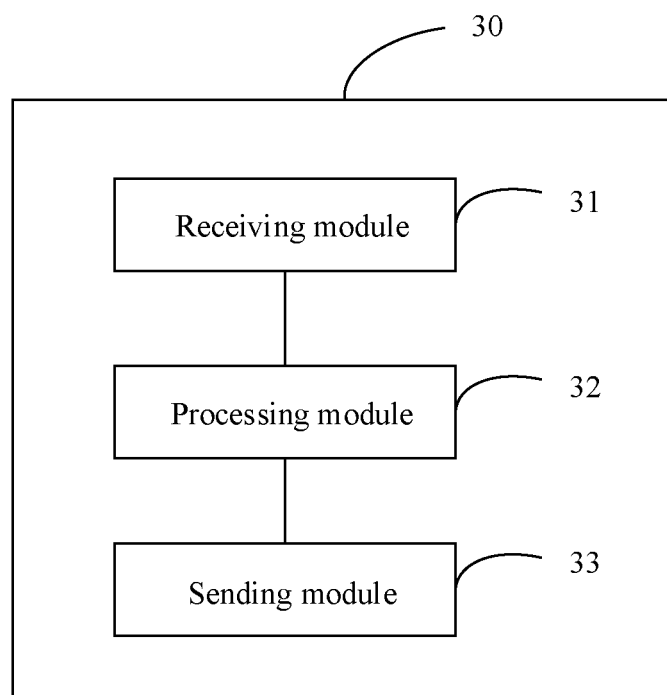 30
Receiving module
31
Processing module
32
Sending module
33